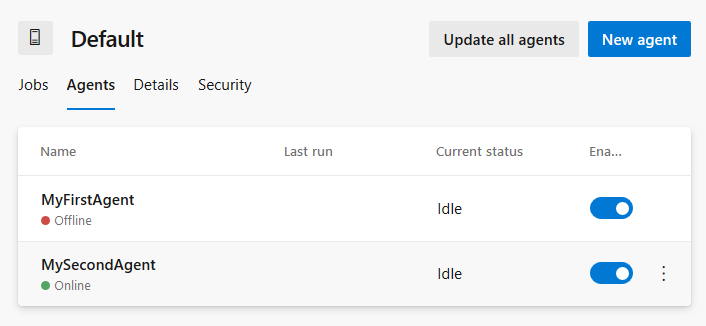 Default
Update all agents
New agent
Jobs Agents Details Security
Name Last run Current status Ena...
MyFirstAgent
Idle
Offline
MySecondAgent
Idle
Online